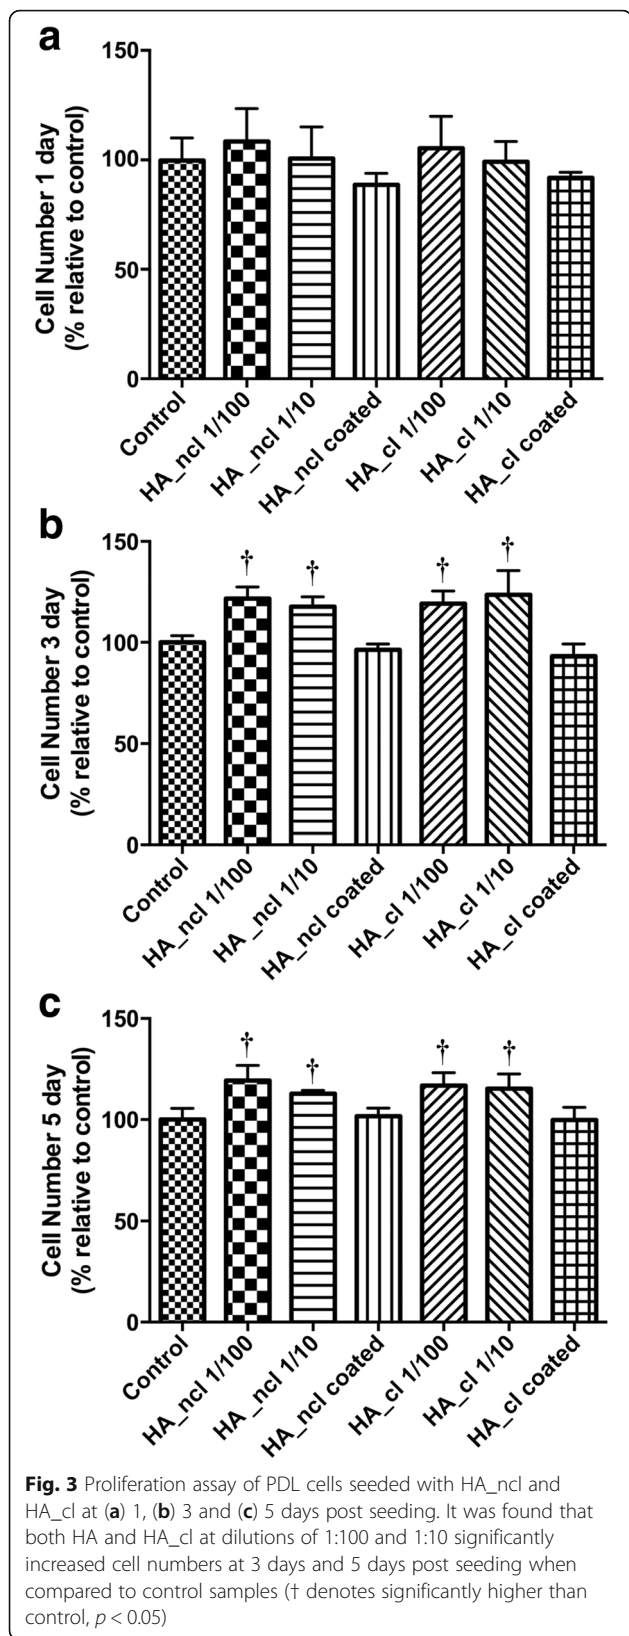 a
150
100
50
0
Cell Number 1 day
(% relative to control)
Control
HA_ncl 1/100
HA_ncl 1/10
HA_ncl coated
HA_cl 1/100
HA_cl 1/10
HA_cl coated
b
150
100
50
0
Cell Number 3 day
(% relative to control)
†
†
†
†
Control
HA_ncl 1/100
HA_ncl 1/10
HA_ncl coated
HA_cl 1/100
HA_cl 1/10
HA_cl coated
c
150
100
50
0
Cell Number 5 day
(% relative to control)
†
†
†
†
Control
HA_ncl 1/100
HA_ncl 1/10
HA_ncl coated
HA_cl 1/100
HA_cl 1/10
HA_cl coated
Fig. 3 Proliferation assay of PDL cells seeded with HA_ncl and
HA_cl at (a) 1, (b) 3 and (c) 5 days post seeding. It was found that
both HA and HA_cl at dilutions of 1:100 and 1:10 significantly
increased cell numbers at 3 days and 5 days post seeding when
compared to control samples († denotes significantly higher than
control, p < 0.05)